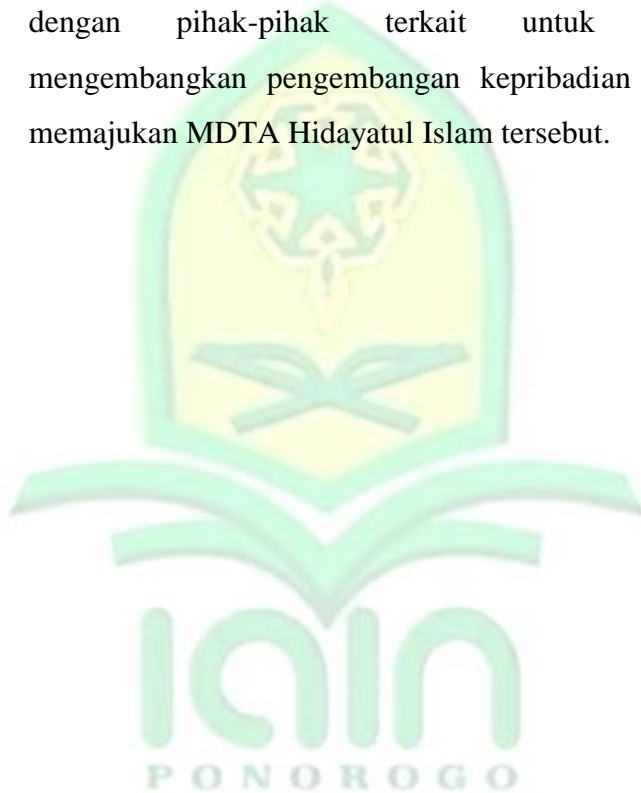 dengan pihak-pihak terkait untuk
mengembangkan pengembangan kepribadian
memajukan MDTA Hidayatul Islam tersebut.
iain
PONOROGO